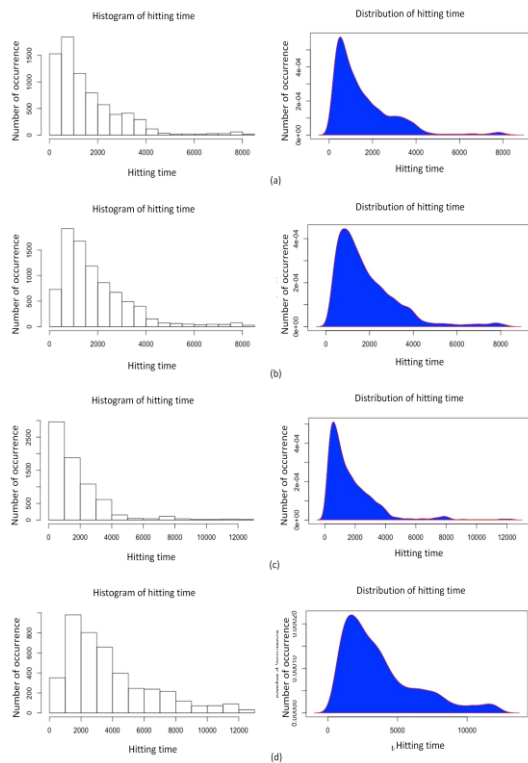 Histogram of hitting time
Distribution of hitting time
Number of occurrence
0 500 1000 1500
2000 4000 6000 8000
Hitting time
Number of occurrence
0e+00 2e-04 4e-04
0 2000 4000 6000 8000
Hitting time
(a)
Histogram of hitting time
Distribution of hitting time
Number of occurrence
0 500 1000 1500
0 2000 4000 6000 8000
Hitting time
Number of occurrence
0e+00 2e-04 4e-04
0 2000 4000 6000 8000
Hitting time
(b)
Histogram of hitting time
Distribution of hitting time
Number of occurrence
0 500 1500 2500
0 2000 4000 6000 8000 10000 12000
Hitting time
Number of occurrence
0e+00 2e-04 4e-04
0 2000 4000 6000 8000 10000 12000
Hitting time
(c)
Histogram of hitting time
Distribution of hitting time
Number of occurrence
0 200 400 600 800
0 2000 4000 6000 8000 10000 12000
Hitting time
Number of occurrence
0.00000 0.00010 0.00020
0 5000 10000
Hitting time
(d)